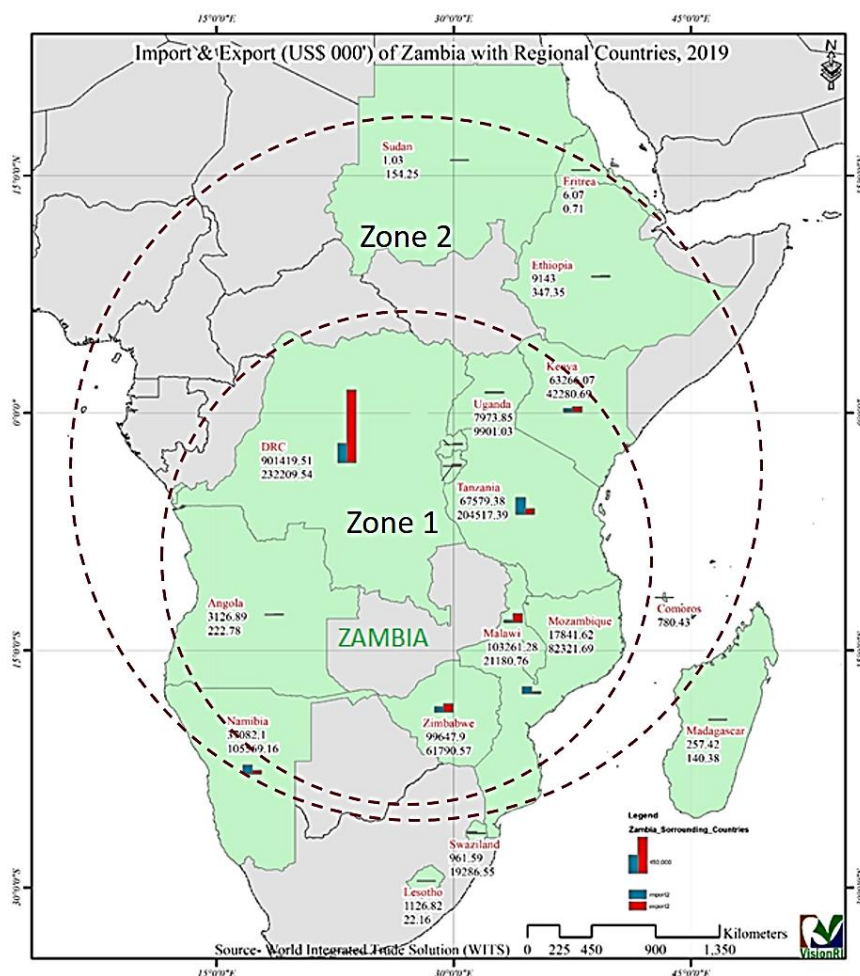 15°0'0"E
30°0'0"E
45°0'0"E
Import & Export (US$ 000') of Zambia with Regional Countries, 2019
N
15°0'0"N
Sudan
1.03
154.25
Eritrea
6.07
0.71
Zone 2
Ethiopia
9143
347.35
Kenya
63266.07
42280.69
Uganda
7973.85
9901.03
DRC
901419.51
232209.54
Tanzania
67579.38
204517.39
Zone 1
Angola
3126.89
222.78
ZAMBIA
Malawi
103261.28
21180.76
Mozambique
17841.62
82321.69
Comoros
780.43
15°0'0"S
Namibia
Zimbabwe
99647.9
61790.57
Madagascar
257.42
140.38
Swaziland
961.59
19286.55
Lesotho
1126.82
22.16
30°0'0"S
Legend
Zambia_Sorrounding_Countries
450,000
import2
export2
Kilometers
0 225 450 900 1,350
Source- World Integrated Trade Solution (WITS)
VisionRI
15°0'0"E
30°0'0"E
45°0'0"E